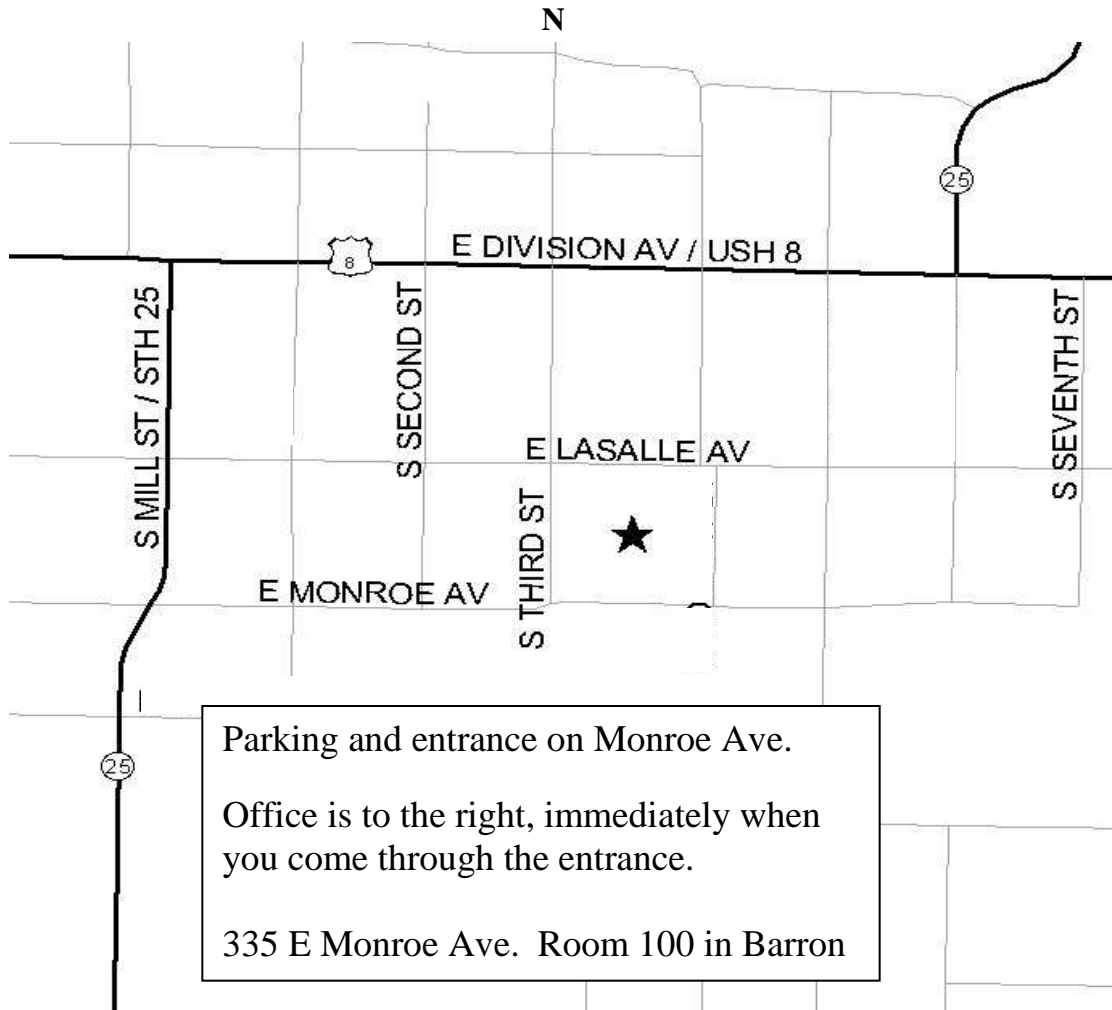 N
25
E DIVISION AV / USH 8
8
S MILL ST / STH 25
S SECOND ST
S SEVENTH ST
E LASALLE AV
S THIRD ST
E MONROE AV
25
Parking and entrance on Monroe Ave.
Office is to the right, immediately when
you come through the entrance.
335 E Monroe Ave.  Room 100 in Barron